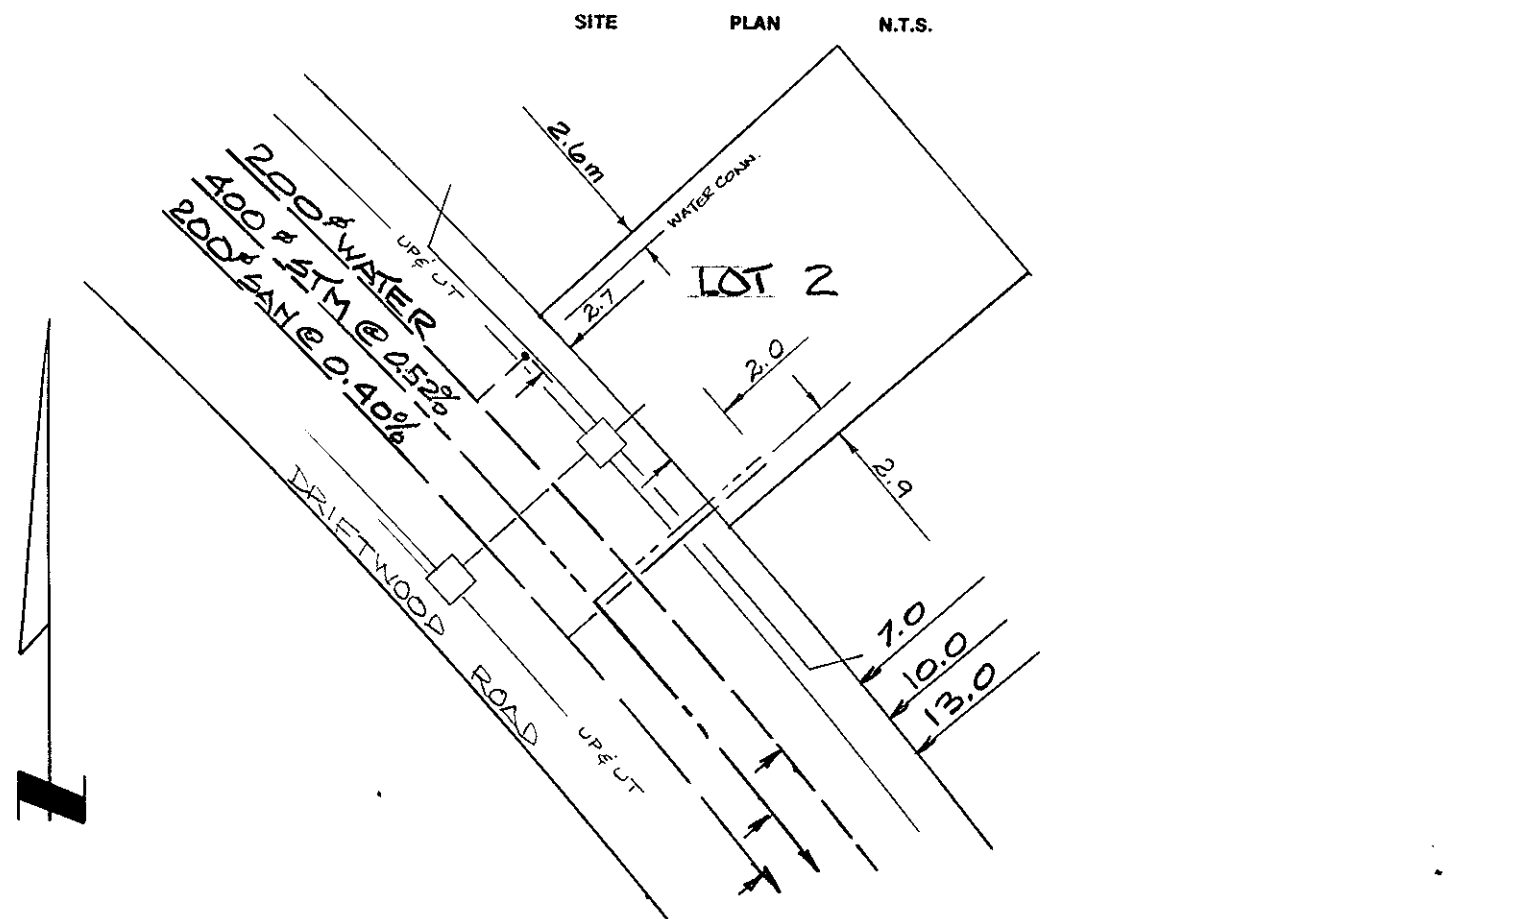 SITE PLAN N.T.S.
2.6m
WATER CONN.
200ø WATER
400ø STM @ 0.52%
200ø SAN @ 0.40%
UP & UT
LOT 2
2.7
2.0
2.9
DRIFTWOOD ROAD
7.0
10.0
13.0
UP & UT